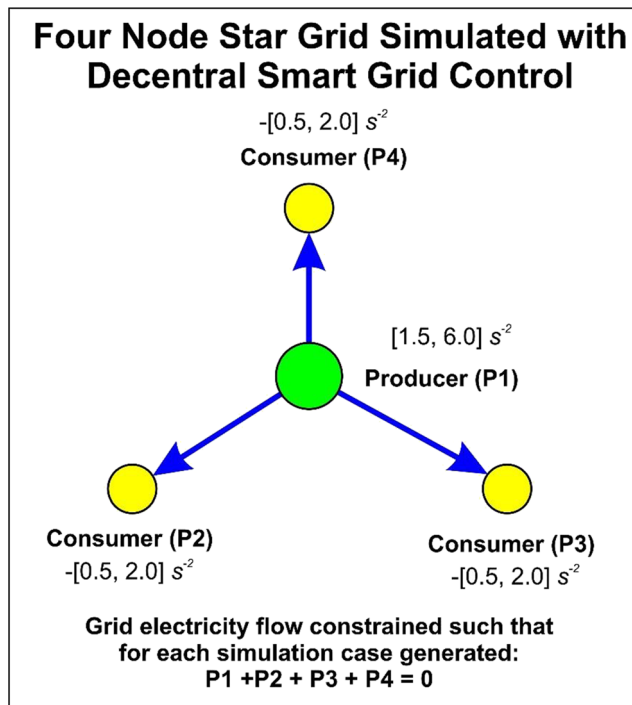 Four Node Star Grid Simulated with
Decentral Smart Grid Control
-[0.5, 2.0] s⁻²
Consumer (P4)
[1.5, 6.0] s⁻²
Producer (P1)
Consumer (P2)
-[0.5, 2.0] s⁻²
Consumer (P3)
-[0.5, 2.0] s⁻²
Grid electricity flow constrained such that
for each simulation case generated:
P1 +P2 + P3 + P4 = 0